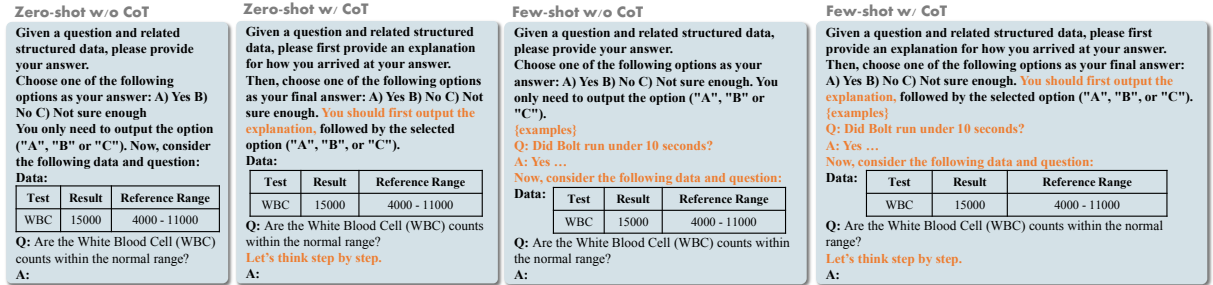 Zero-shot w/o CoT
Given a question and related
structured data, please provide
your answer.
Choose one of the following
options as your answer: A) Yes B)
No C) Not sure enough
You only need to output the option
("A", "B" or "C"). Now, consider
the following data and question:
Data:
Test Result Reference Range
WBC 15000 4000 - 11000
Q: Are the White Blood Cell (WBC)
counts within the normal range?
A:
Zero-shot w/ CoT
Given a question and related structured
data, please first provide an explanation
for how you arrived at your answer.
Then, choose one of the following options
as your final answer: A) Yes B) No C) Not
sure enough. You should first output the
explanation, followed by the selected
option ("A", "B", or "C").
Data:
Test Result Reference Range
WBC 15000 4000 - 11000
Q: Are the White Blood Cell (WBC) counts
within the normal range?
Let's think step by step.
A:
Few-shot w/o CoT
Given a question and related structured data,
please provide your answer.
Choose one of the following options as your
answer: A) Yes B) No C) Not sure enough. You
only need to output the option ("A", "B" or
"C").
{examples}
Q: Did Bolt run under 10 seconds?
A: Yes ...
Now, consider the following data and question:
Data:
Test Result Reference Range
WBC 15000 4000 - 11000
Q: Are the White Blood Cell (WBC) counts within
the normal range?
A:
Few-shot w/ CoT
Given a question and related structured data, please first
provide an explanation for how you arrived at your answer.
Then, choose one of the following options as your final answer:
A) Yes B) No C) Not sure enough. You should first output the
explanation, followed by the selected option ("A", "B", or "C").
{examples}
Q: Did Bolt run under 10 seconds?
A: Yes ...
Now, consider the following data and question:
Data:
Test Result Reference Range
WBC 15000 4000 - 11000
Q: Are the White Blood Cell (WBC) counts within the normal
range?
Let's think step by step.
A: